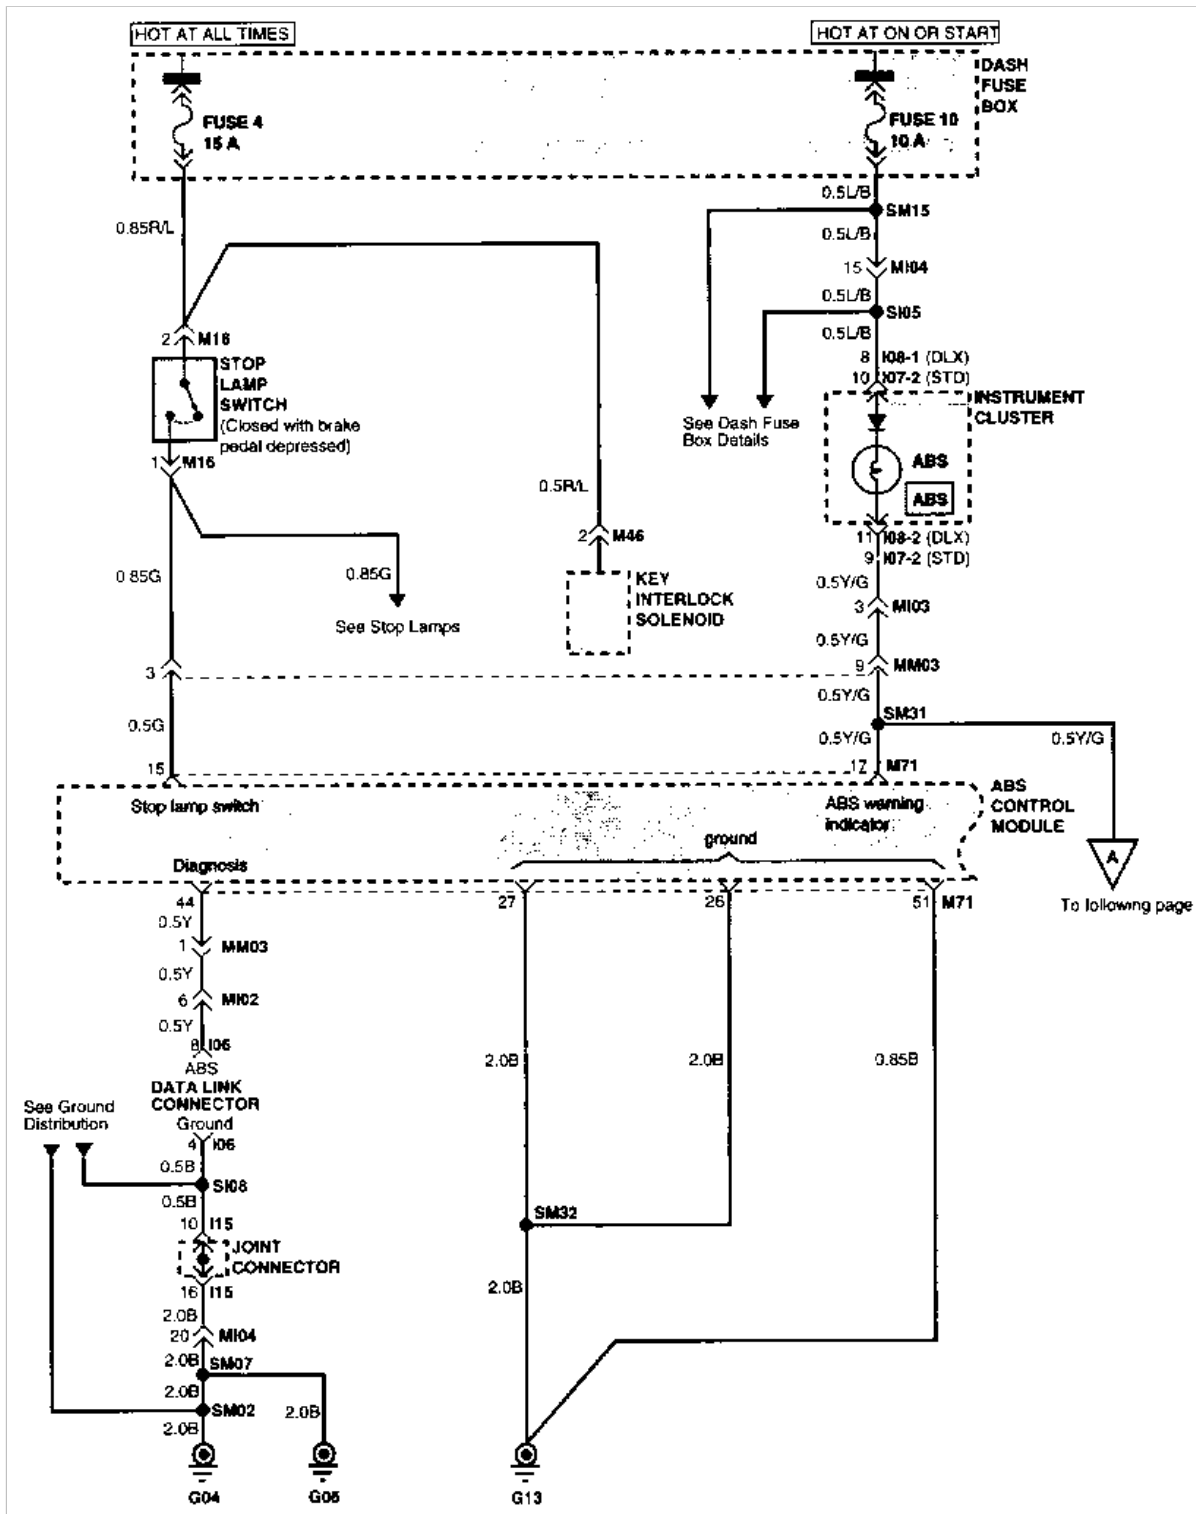 HOT AT ALL TIMES
HOT AT ON OR START
DASH
FUSE
BOX
FUSE 4
15 A
FUSE 10
10 A
0.85R/L
0.5L/B
SM15
0.5L/B
15 MI04
0.5L/B
SI05
0.5L/B
2 M16
STOP
LAMP
SWITCH
(Closed with brake
pedal depressed)
1 M16
8 I08-1 (DLX)
10 I07-2 (STD)
INSTRUMENT
CLUSTER
See Dash Fuse
Box Details
ABS
ABS
11 I08-2 (DLX)
9 I07-2 (STD)
0.5R/L
2 M46
KEY
INTERLOCK
SOLENOID
0.85G
0.85G
See Stop Lamps
0.5Y/G
3 MI03
0.5Y/G
3
9 MM03
0.5Y/G
SM31
0.5G
0.5Y/G
0.5Y/G
15
17 M71
ABS
CONTROL
MODULE
Stop lamp switch
ABS warning
indicator
ground
Diagnosis
A
To following page
44
27
26
51 M71
0.5Y
1 MM03
0.5Y
6 MI02
0.5Y
8 I06
ABS
DATA LINK
CONNECTOR
Ground
4 I06
See Ground
Distribution
2.0B
2.0B
0.85B
0.5B
SI08
0.5B
10 I15
JOINT
CONNECTOR
16 I15
SM32
2.0B
2.0B
20 MI04
2.0B
SM07
2.0B
SM02
2.0B
2.0B
G04
G05
G13